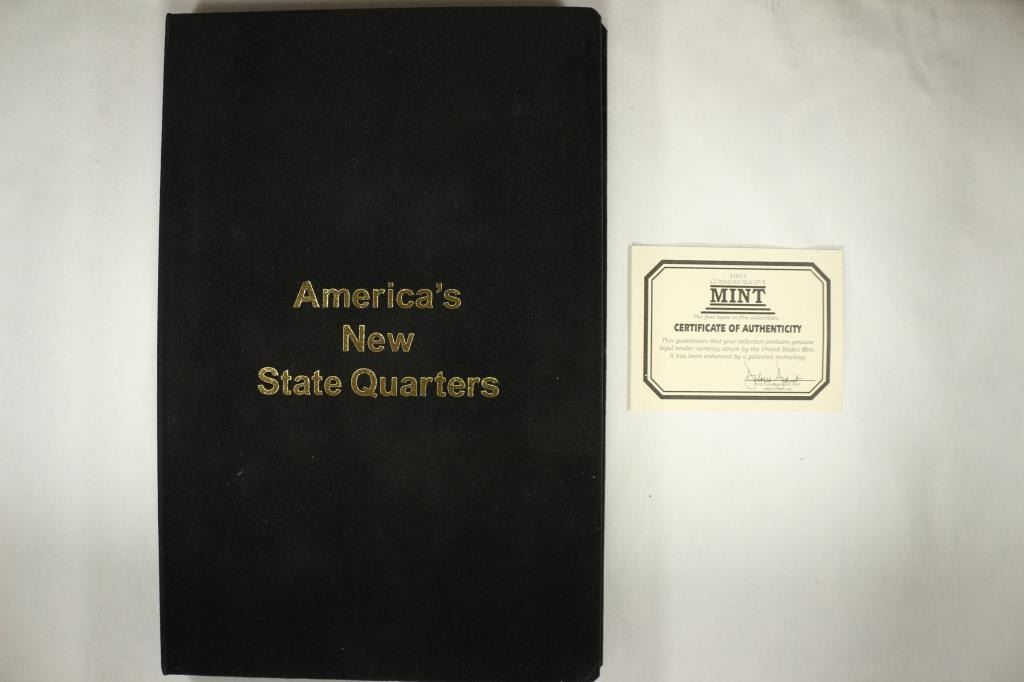 America's
New
State Quarters
FIRST
COMMEMORATIVE
MINT
The first name in fine collectibles...
CERTIFICATE OF AUTHENTICITY
This guarantees that your collection contains genuine
legal tender currency struck by the United States Mint.
It has been enhanced by a patented technology.